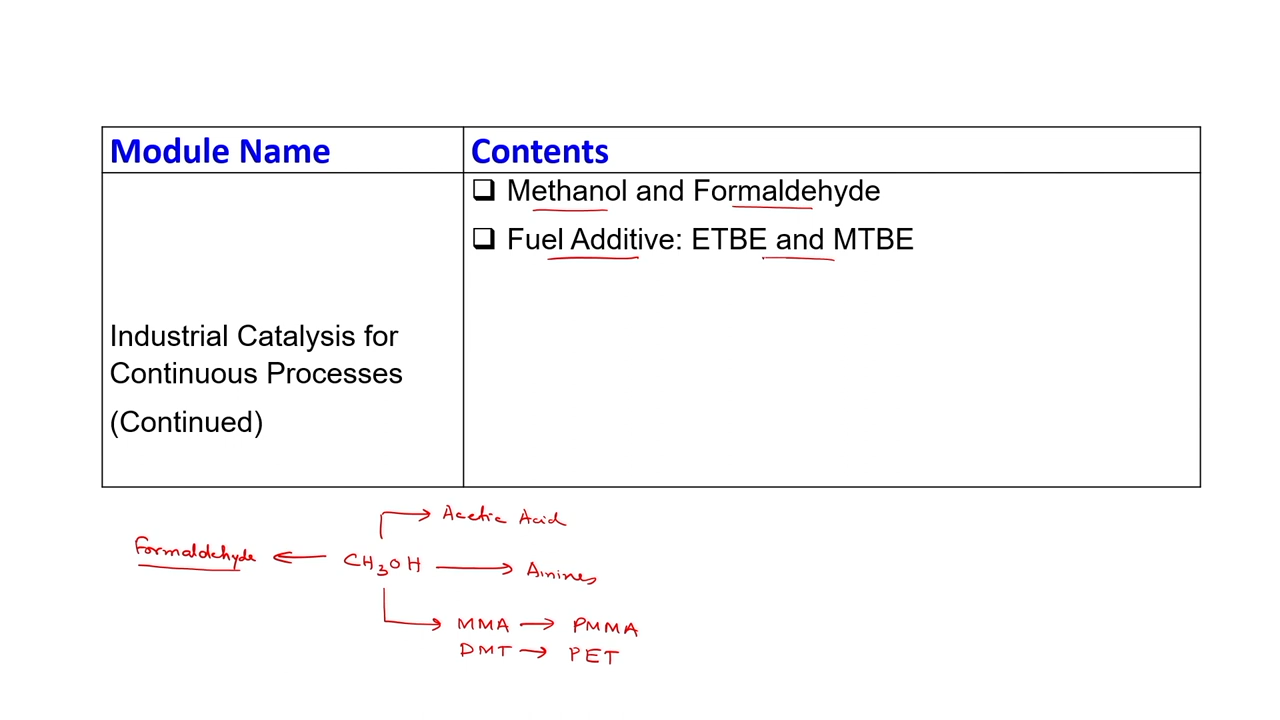 Module Name
Contents
❑ Methanol and Formaldehyde
❑ Fuel Additive: ETBE and MTBE
Industrial Catalysis for
Continuous Processes
(Continued)
Acetic Acid
Formaldehyde ← CH₃OH → Amines
MMA → PMMA
DMT → PET